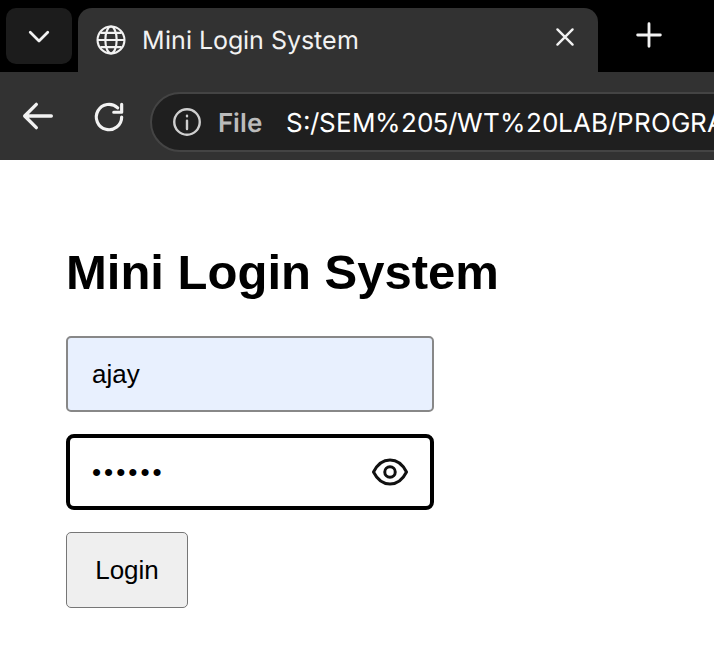 Mini Login System
File S:/SEM%205/WT%20LAB/PROGRA
Mini Login System
ajay
••••••
Login